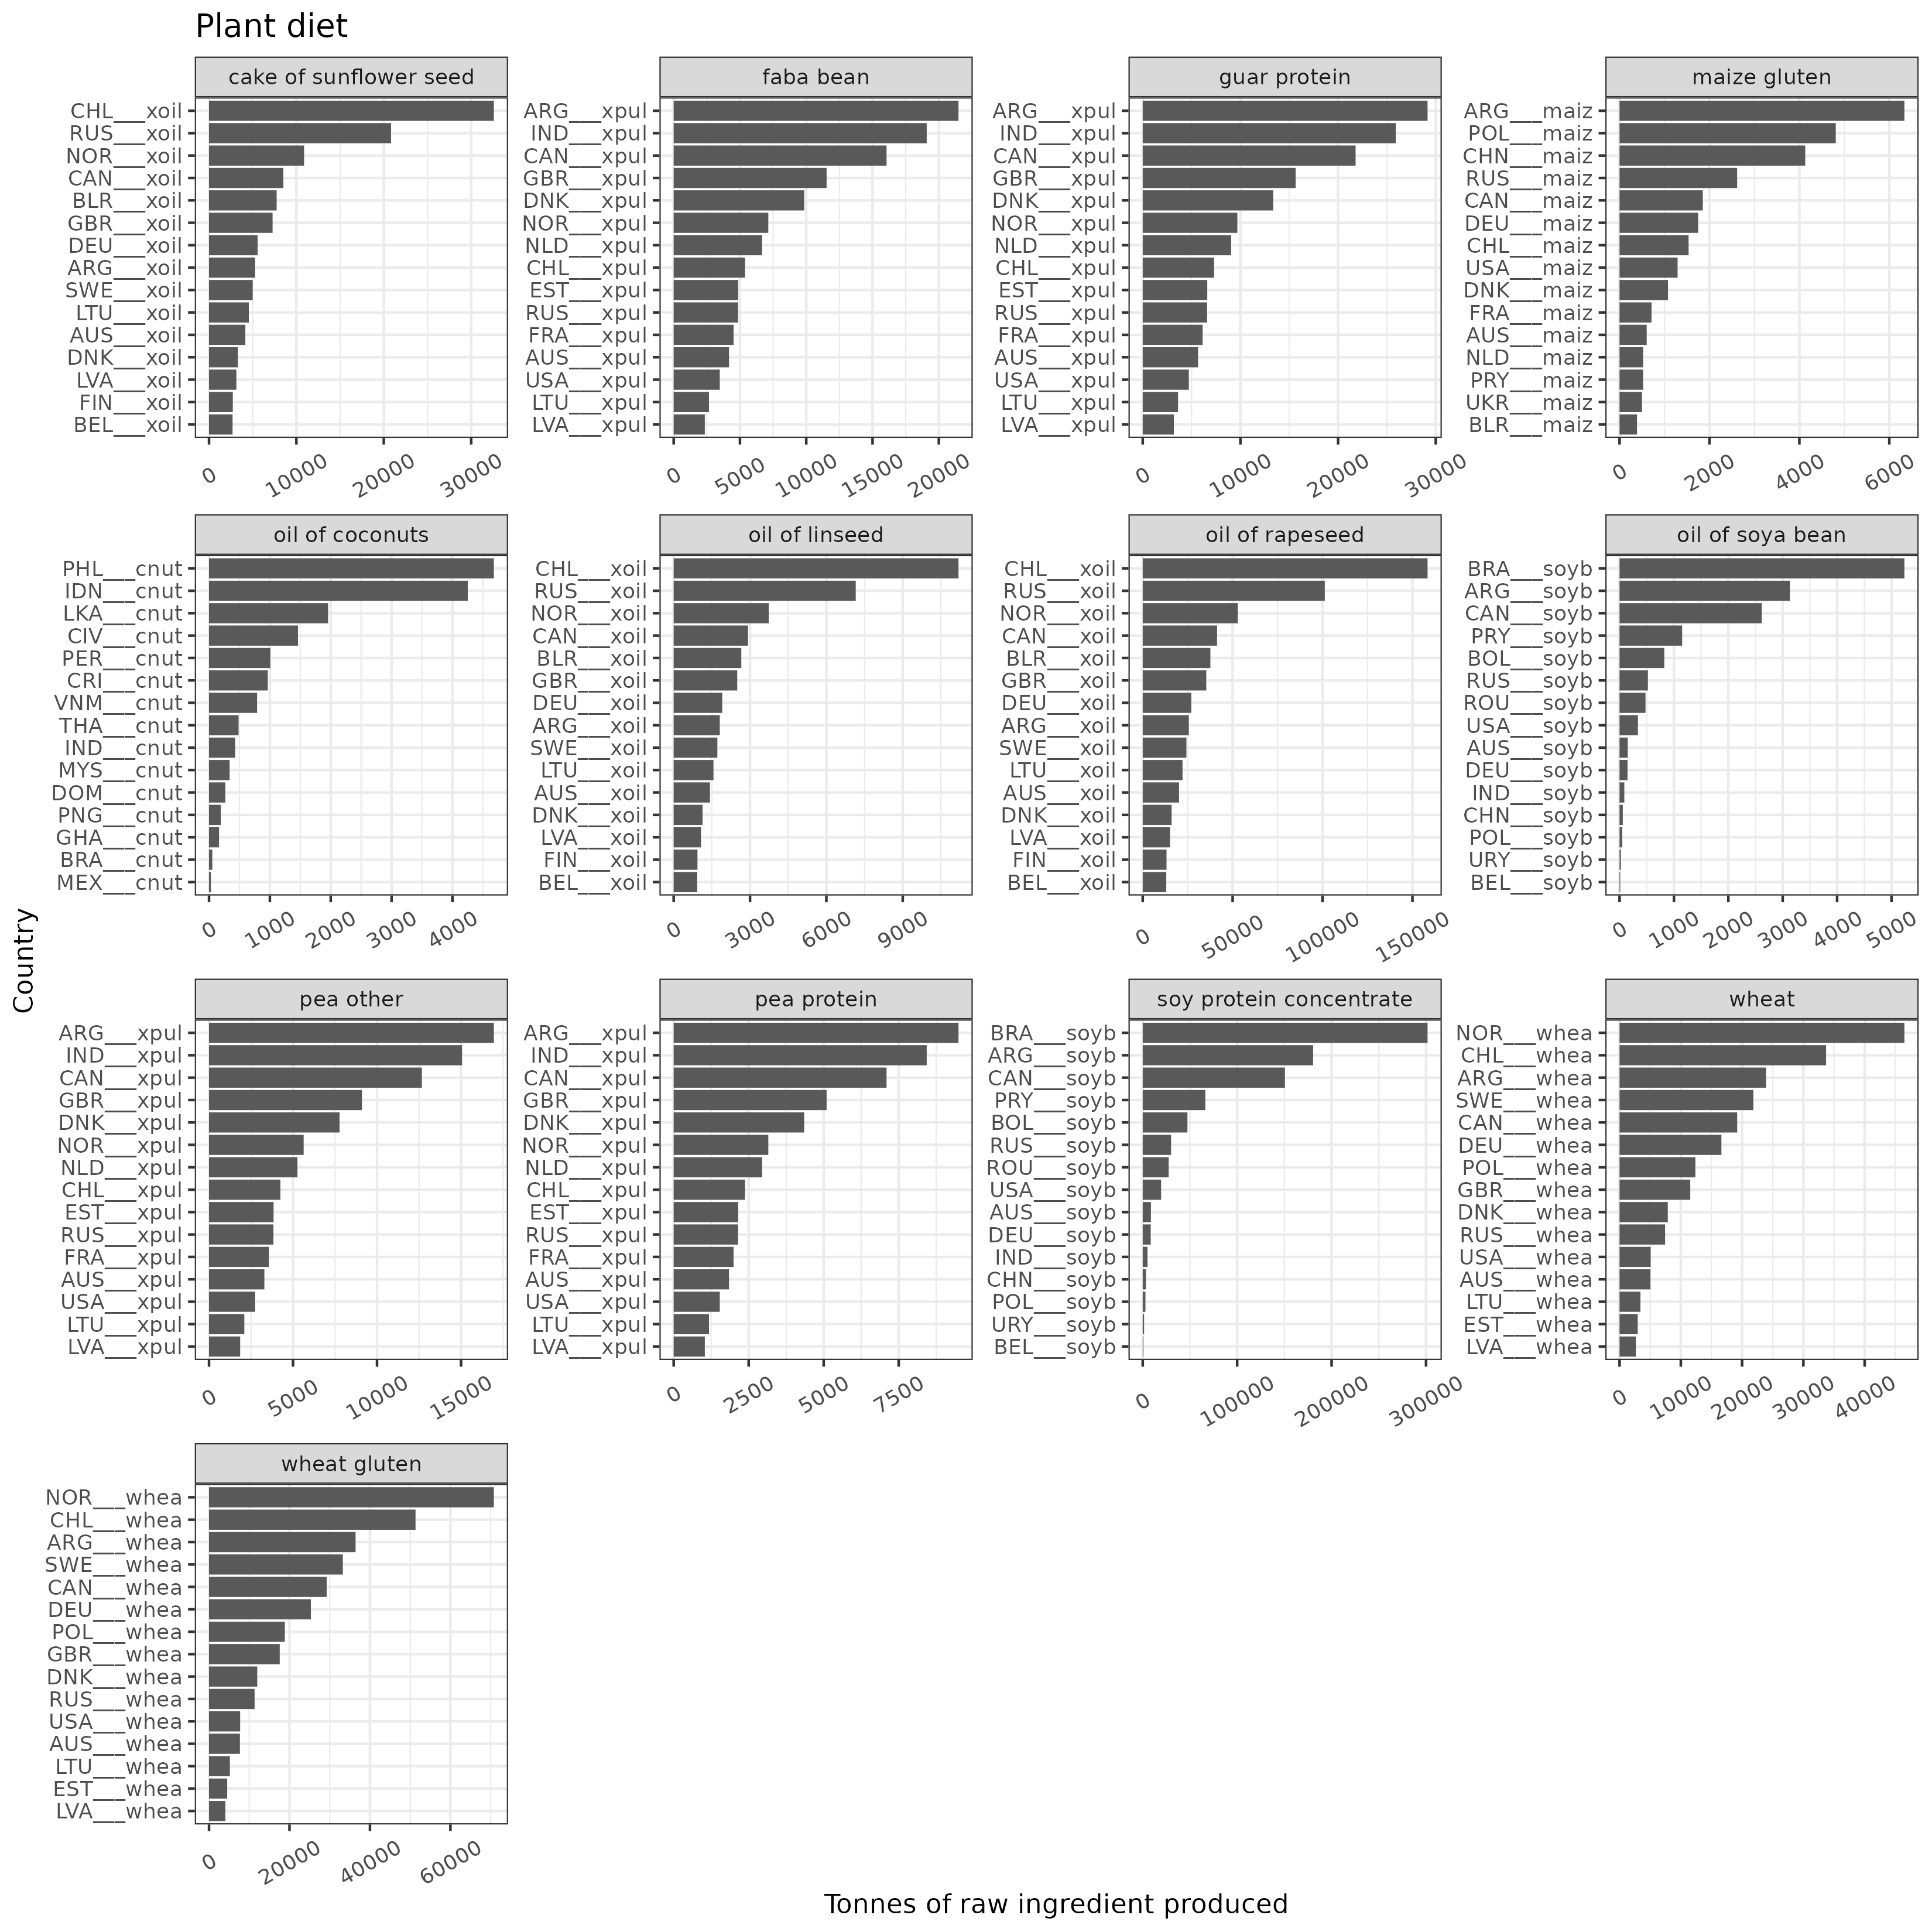 Plant diet
cake of sunflower seed
CHL___xoil
RUS___xoil
NOR___xoil
CAN___xoil
BLR___xoil
GBR___xoil
DEU___xoil
ARG___xoil
SWE___xoil
LTU___xoil
AUS___xoil
DNK___xoil
LVA___xoil
FIN___xoil
BEL___xoil
0 10000 20000 30000
faba bean
ARG___xpul
IND___xpul
CAN___xpul
GBR___xpul
DNK___xpul
NOR___xpul
NLD___xpul
CHL___xpul
EST___xpul
RUS___xpul
FRA___xpul
AUS___xpul
USA___xpul
LTU___xpul
LVA___xpul
0 5000 10000 15000 20000
guar protein
ARG___xpul
IND___xpul
CAN___xpul
GBR___xpul
DNK___xpul
NOR___xpul
NLD___xpul
CHL___xpul
EST___xpul
RUS___xpul
FRA___xpul
AUS___xpul
USA___xpul
LTU___xpul
LVA___xpul
0 10000 20000 30000
maize gluten
ARG___maiz
POL___maiz
CHN___maiz
RUS___maiz
CAN___maiz
DEU___maiz
CHL___maiz
USA___maiz
DNK___maiz
FRA___maiz
AUS___maiz
NLD___maiz
PRY___maiz
UKR___maiz
BLR___maiz
0 2000 4000 6000
oil of coconuts
PHL___cnut
IDN___cnut
LKA___cnut
CIV___cnut
PER___cnut
CRI___cnut
VNM___cnut
THA___cnut
IND___cnut
MYS___cnut
DOM___cnut
PNG___cnut
GHA___cnut
BRA___cnut
MEX___cnut
0 1000 2000 3000 4000
oil of linseed
CHL___xoil
RUS___xoil
NOR___xoil
CAN___xoil
BLR___xoil
GBR___xoil
DEU___xoil
ARG___xoil
SWE___xoil
LTU___xoil
AUS___xoil
DNK___xoil
LVA___xoil
FIN___xoil
BEL___xoil
0 3000 6000 9000
oil of rapeseed
CHL___xoil
RUS___xoil
NOR___xoil
CAN___xoil
BLR___xoil
GBR___xoil
DEU___xoil
ARG___xoil
SWE___xoil
LTU___xoil
AUS___xoil
DNK___xoil
LVA___xoil
FIN___xoil
BEL___xoil
0 50000 100000 150000
oil of soya bean
BRA___soyb
ARG___soyb
CAN___soyb
PRY___soyb
BOL___soyb
RUS___soyb
ROU___soyb
USA___soyb
AUS___soyb
DEU___soyb
IND___soyb
CHN___soyb
POL___soyb
URY___soyb
BEL___soyb
0 1000 2000 3000 4000 5000
Country
pea other
ARG___xpul
IND___xpul
CAN___xpul
GBR___xpul
DNK___xpul
NOR___xpul
NLD___xpul
CHL___xpul
EST___xpul
RUS___xpul
FRA___xpul
AUS___xpul
USA___xpul
LTU___xpul
LVA___xpul
0 5000 10000 15000
pea protein
ARG___xpul
IND___xpul
CAN___xpul
GBR___xpul
DNK___xpul
NOR___xpul
NLD___xpul
CHL___xpul
EST___xpul
RUS___xpul
FRA___xpul
AUS___xpul
USA___xpul
LTU___xpul
LVA___xpul
0 2500 5000 7500
soy protein concentrate
BRA___soyb
ARG___soyb
CAN___soyb
PRY___soyb
BOL___soyb
RUS___soyb
ROU___soyb
USA___soyb
AUS___soyb
DEU___soyb
IND___soyb
CHN___soyb
POL___soyb
URY___soyb
BEL___soyb
0 100000 200000 300000
wheat
NOR___whea
CHL___whea
ARG___whea
SWE___whea
CAN___whea
DEU___whea
POL___whea
GBR___whea
DNK___whea
RUS___whea
USA___whea
AUS___whea
LTU___whea
EST___whea
LVA___whea
0 10000 20000 30000 40000
wheat gluten
NOR___whea
CHL___whea
ARG___whea
SWE___whea
CAN___whea
DEU___whea
POL___whea
GBR___whea
DNK___whea
RUS___whea
USA___whea
AUS___whea
LTU___whea
EST___whea
LVA___whea
0 20000 40000 60000
Tonnes of raw ingredient produced